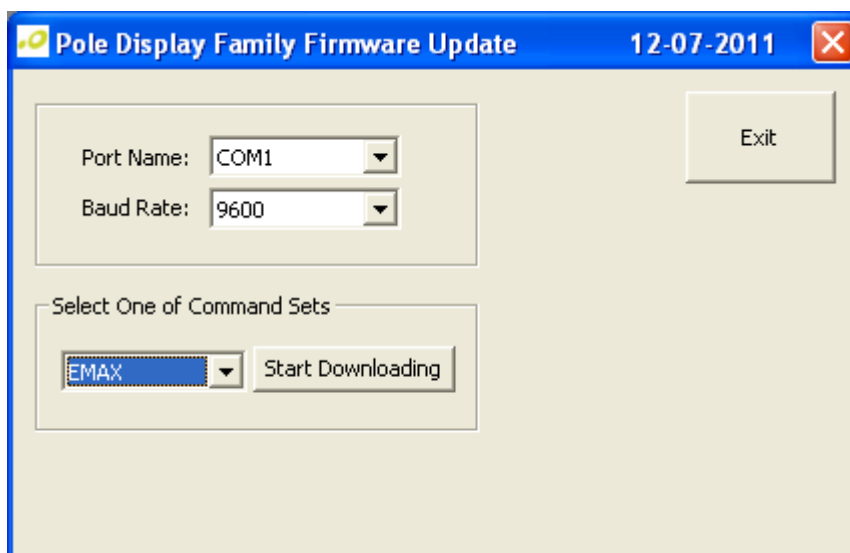 Pole Display Family Firmware Update 12-07-2011
Exit
Port Name: COM1
Baud Rate: 9600
Select One of Command Sets
EMAX Start Downloading